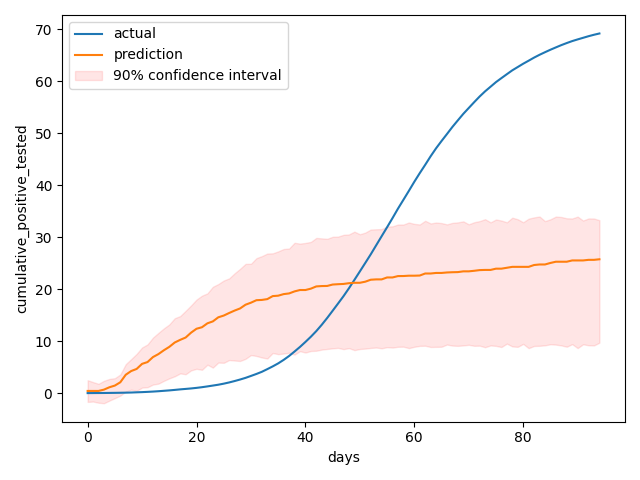 actual
prediction
90% confidence interval
cumulative_positive_tested
70
60
50
40
30
20
10
0
0 20 40 60 80
days